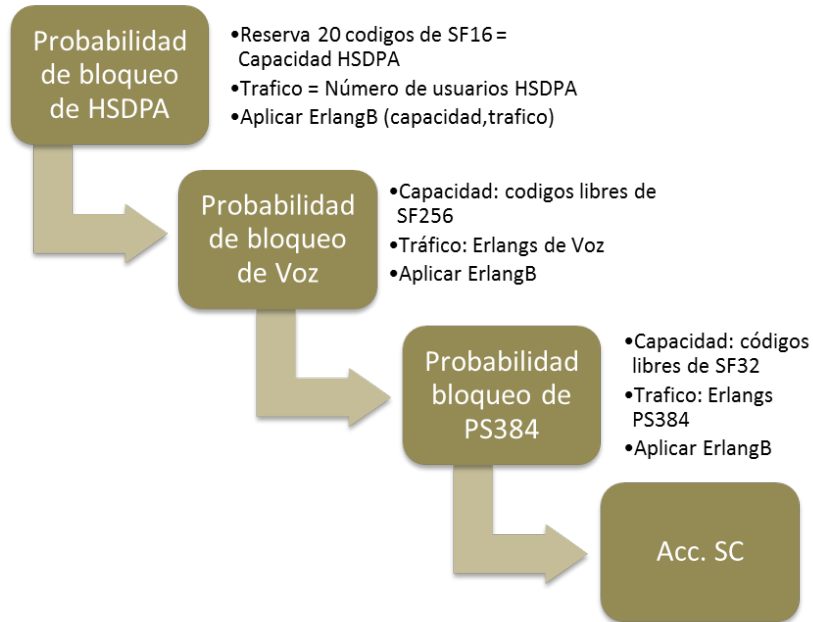 Probabilidad
de bloqueo
de HSDPA
•Reserva 20 codigos de SF16 =
Capacidad HSDPA
•Trafico = Número de usuarios HSDPA
•Aplicar ErlangB (capacidad,trafico)
Probabilidad
de bloqueo
de Voz
•Capacidad: codigos libres de
SF256
•Tráfico: Erlangs de Voz
•Aplicar ErlangB
Probabilidad
bloqueo de
PS384
•Capacidad: códigos
libres de SF32
•Trafico: Erlangs
PS384
•Aplicar ErlangB
Acc. SC